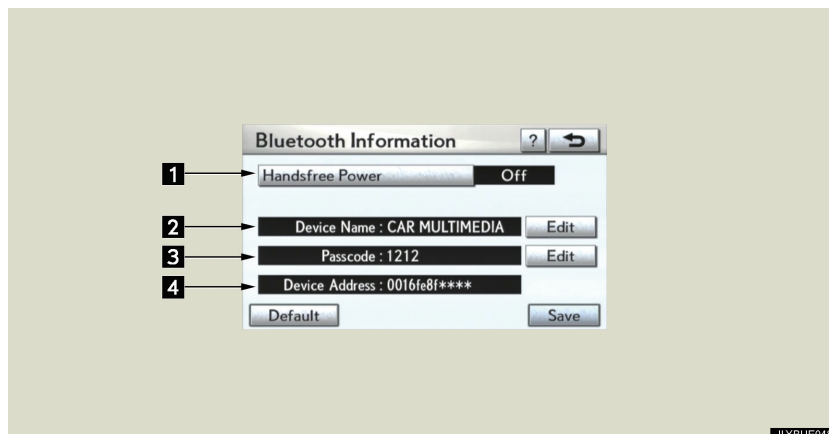 Bluetooth Information ?
1 Handsfree Power Off
2 Device Name : CAR MULTIMEDIA Edit
3 Passcode : 1212 Edit
4 Device Address : 0016fe8f****
Default Save